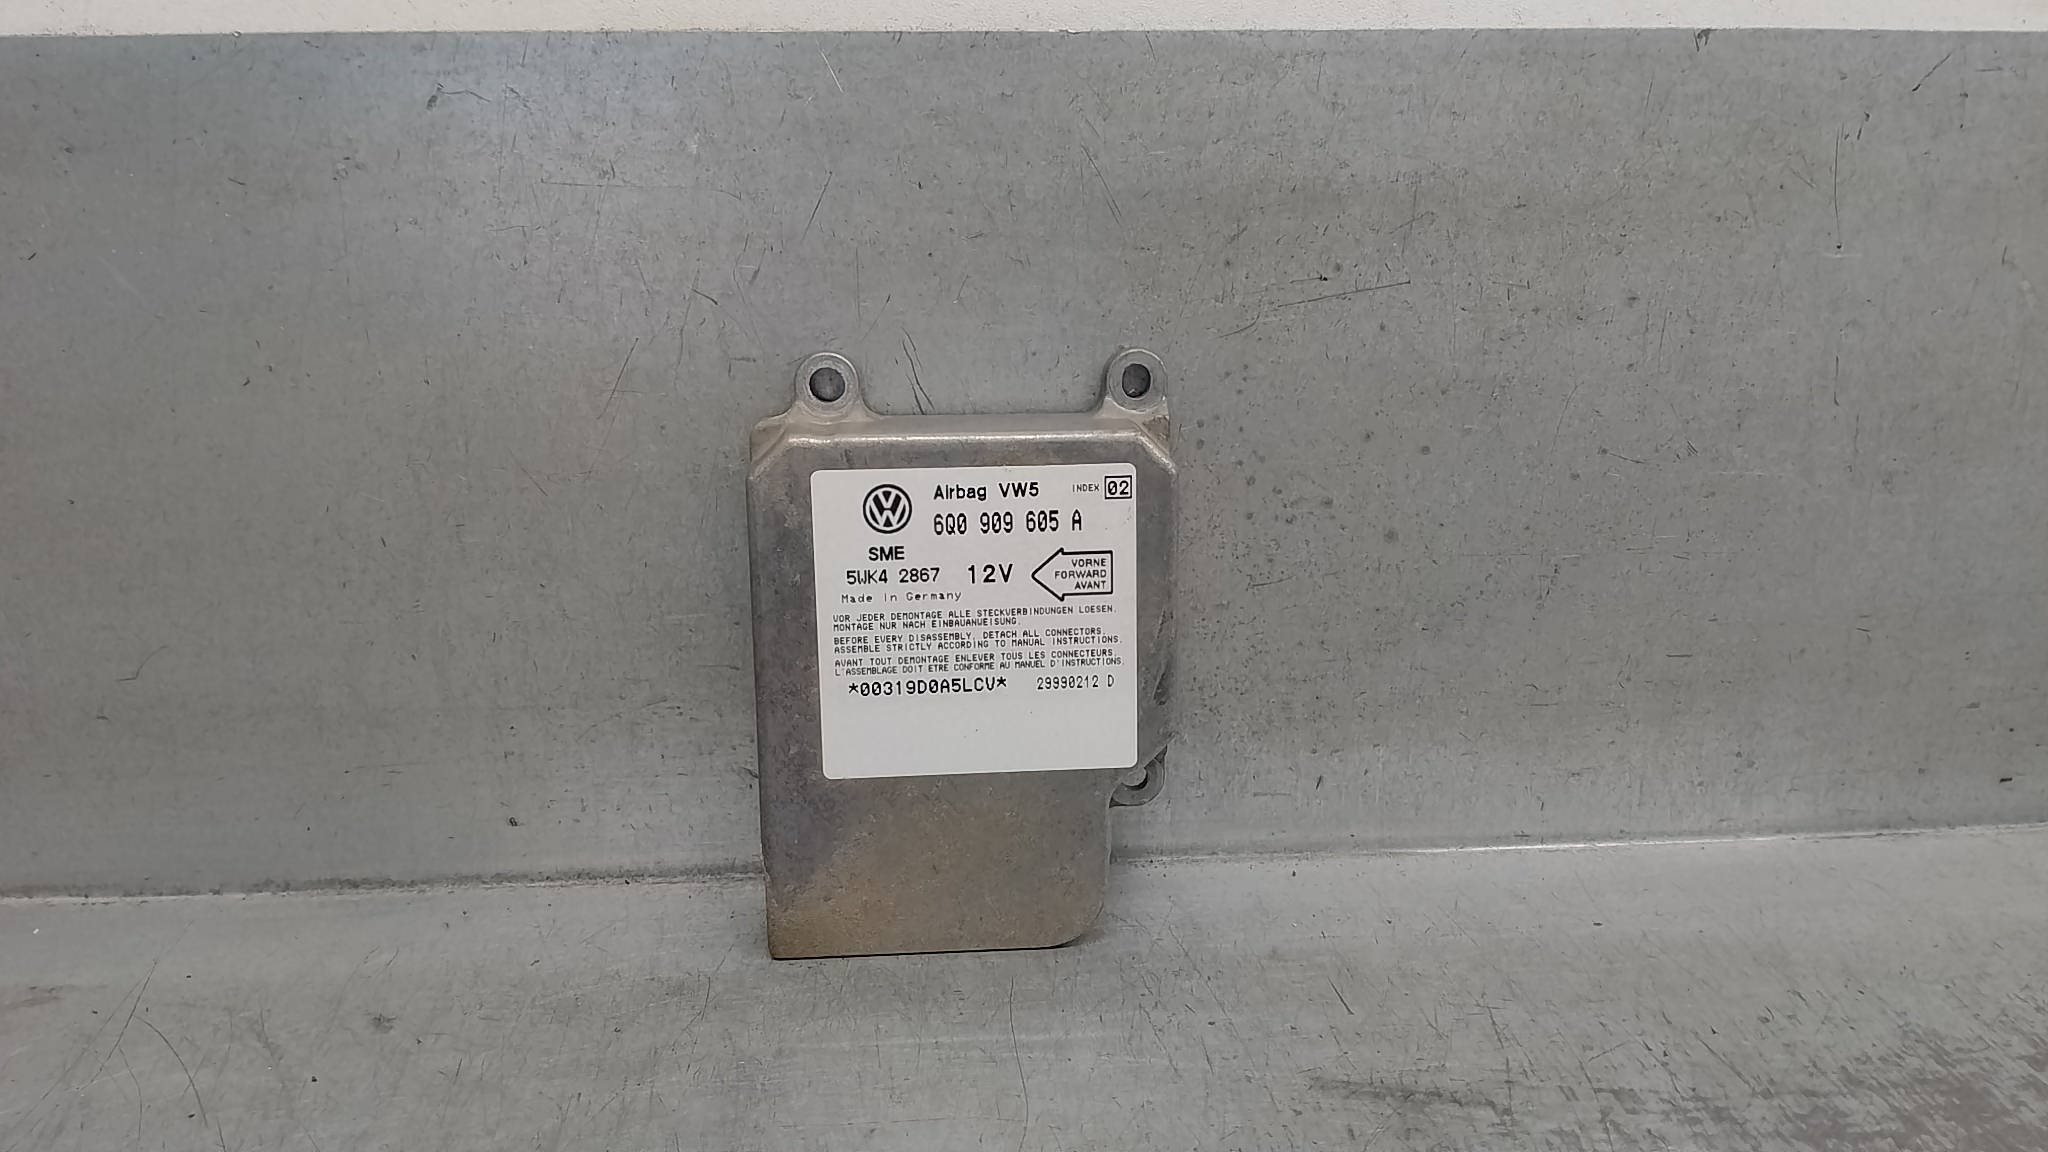 Airbag VW5 INDEX 02
6Q0 909 605 A
SME
5WK4 2867 12V
VORNE
FORWARD
AVANT
Made In Germany
VOR JEDER DEMONTAGE ALLE STECKVERBINDUNGEN LOESEN.
MONTAGE NUR NACH EINBAUANWEISUNG.
BEFORE EVERY DISASSEMBLY, DETACH ALL CONNECTORS.
ASSEMBLE STRICTLY ACCORDING TO MANUAL INSTRUCTIONS.
AVANT TOUT DEMONTAGE ENLEVER TOUS LES CONNECTEURS.
L'ASSEMBLAGE DOIT ETRE CONFORME AU MANUEL D'INSTRUCTIONS.
*00319D0A5LCV* 29990212 D